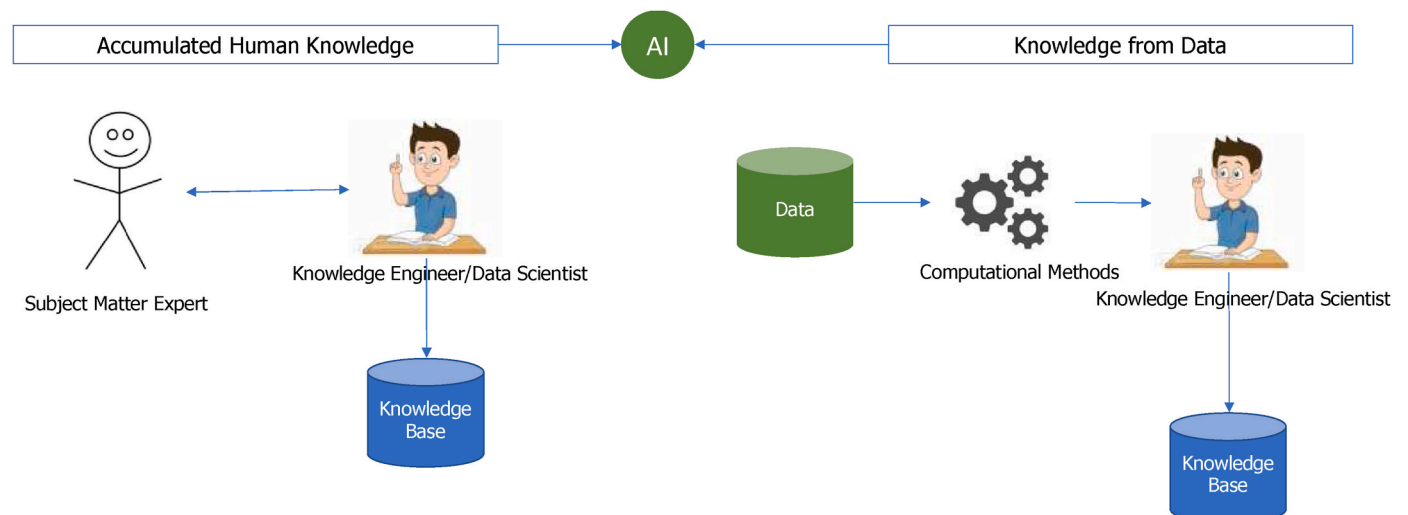 Accumulated Human Knowledge
AI
Knowledge from Data
Subject Matter Expert
Knowledge Engineer/Data Scientist
Knowledge
Base
Data
Computational Methods
Knowledge Engineer/Data Scientist
Knowledge
Base